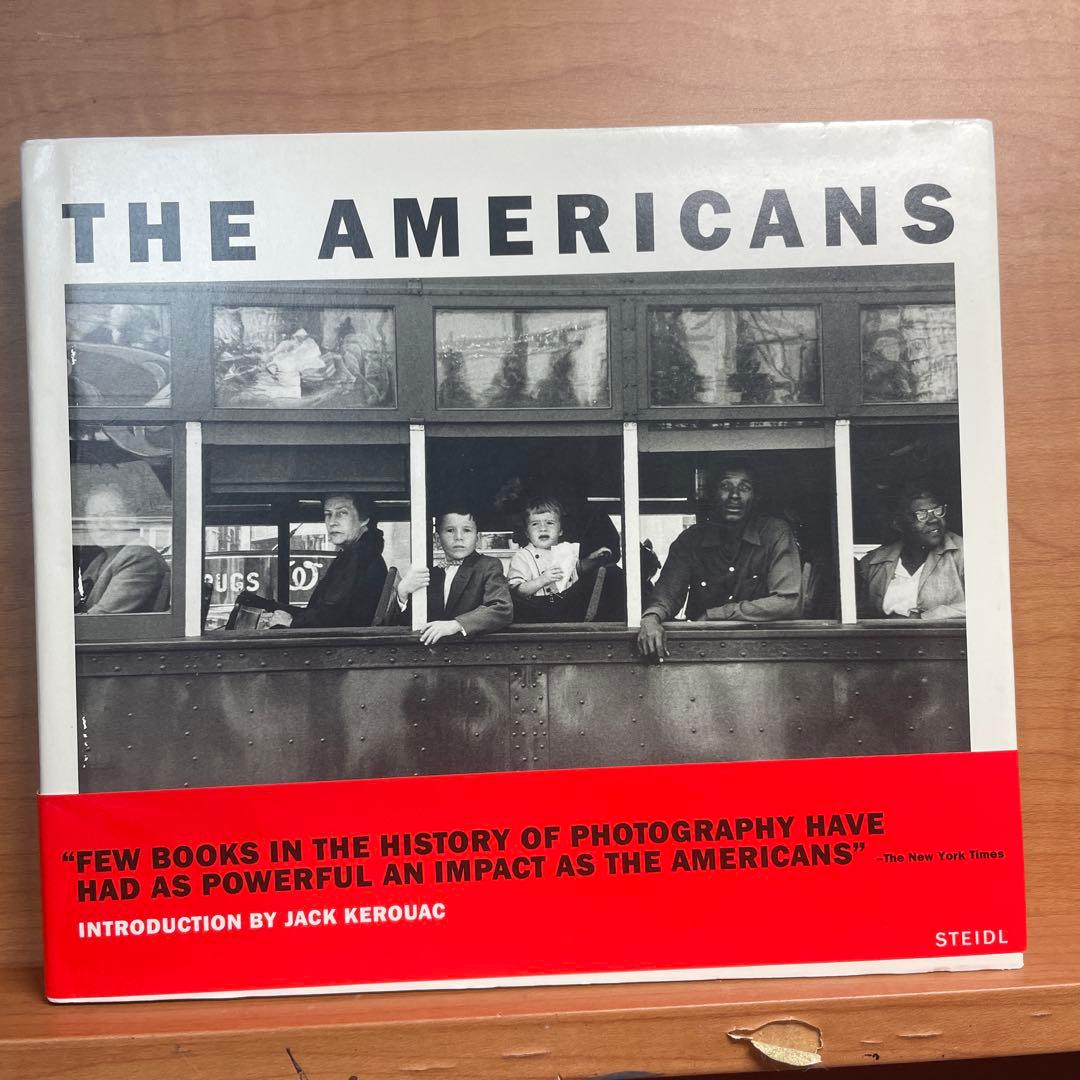 THE AMERICANS
UGS
W
“FEW BOOKS IN THE HISTORY OF PHOTOGRAPHY HAVE
HAD AS POWERFUL AN IMPACT AS THE AMERICANS” –The New York Times
INTRODUCTION BY JACK KEROUAC
STEIDL